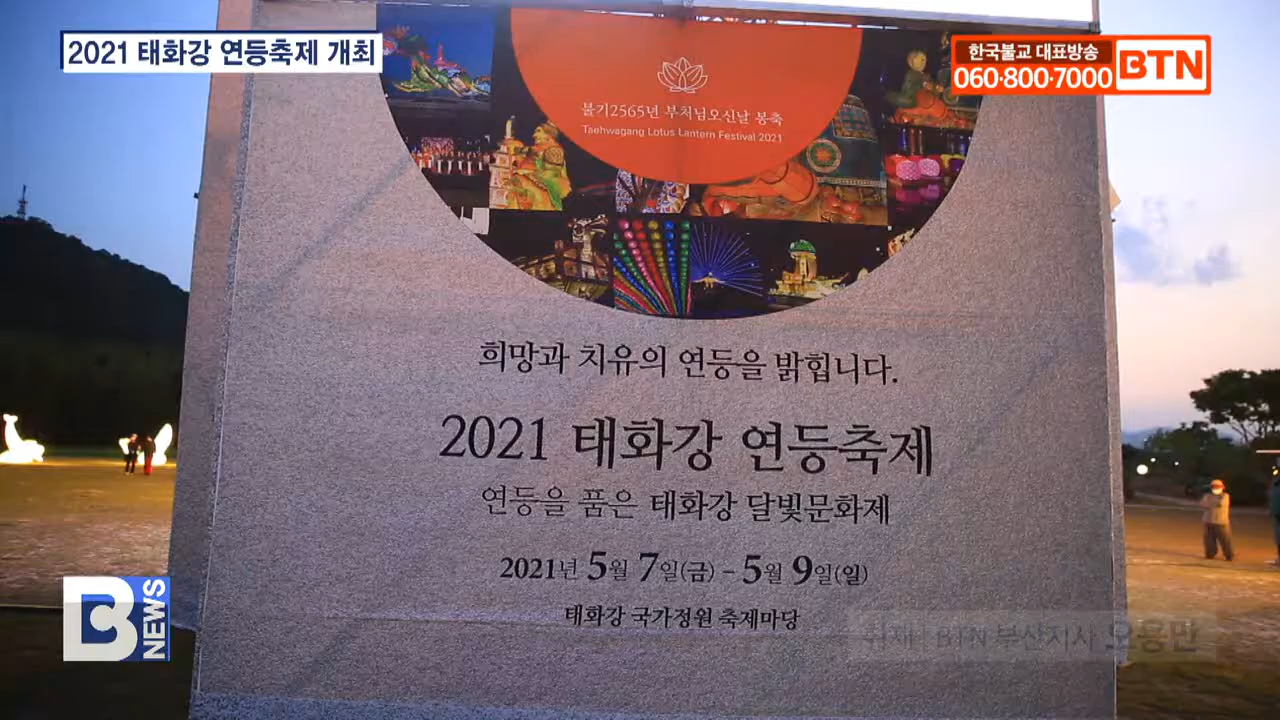 2021 태화강 연등축제 개최
한국불교 대표방송
060·800·7000
BTN
불기2565년 부처님오신날 봉축
Taehwagang Lotus Lantern Festival 2021
희망과 치유의 연등을 밝힙니다.
2021 태화강 연등축제
연등을 품은 태화강 달빛문화제
2021년 5월 7일(금) – 5월 9일(일)
태화강 국가정원 축제마당
취재 | BTN 부산지사 오용만
B NEWS